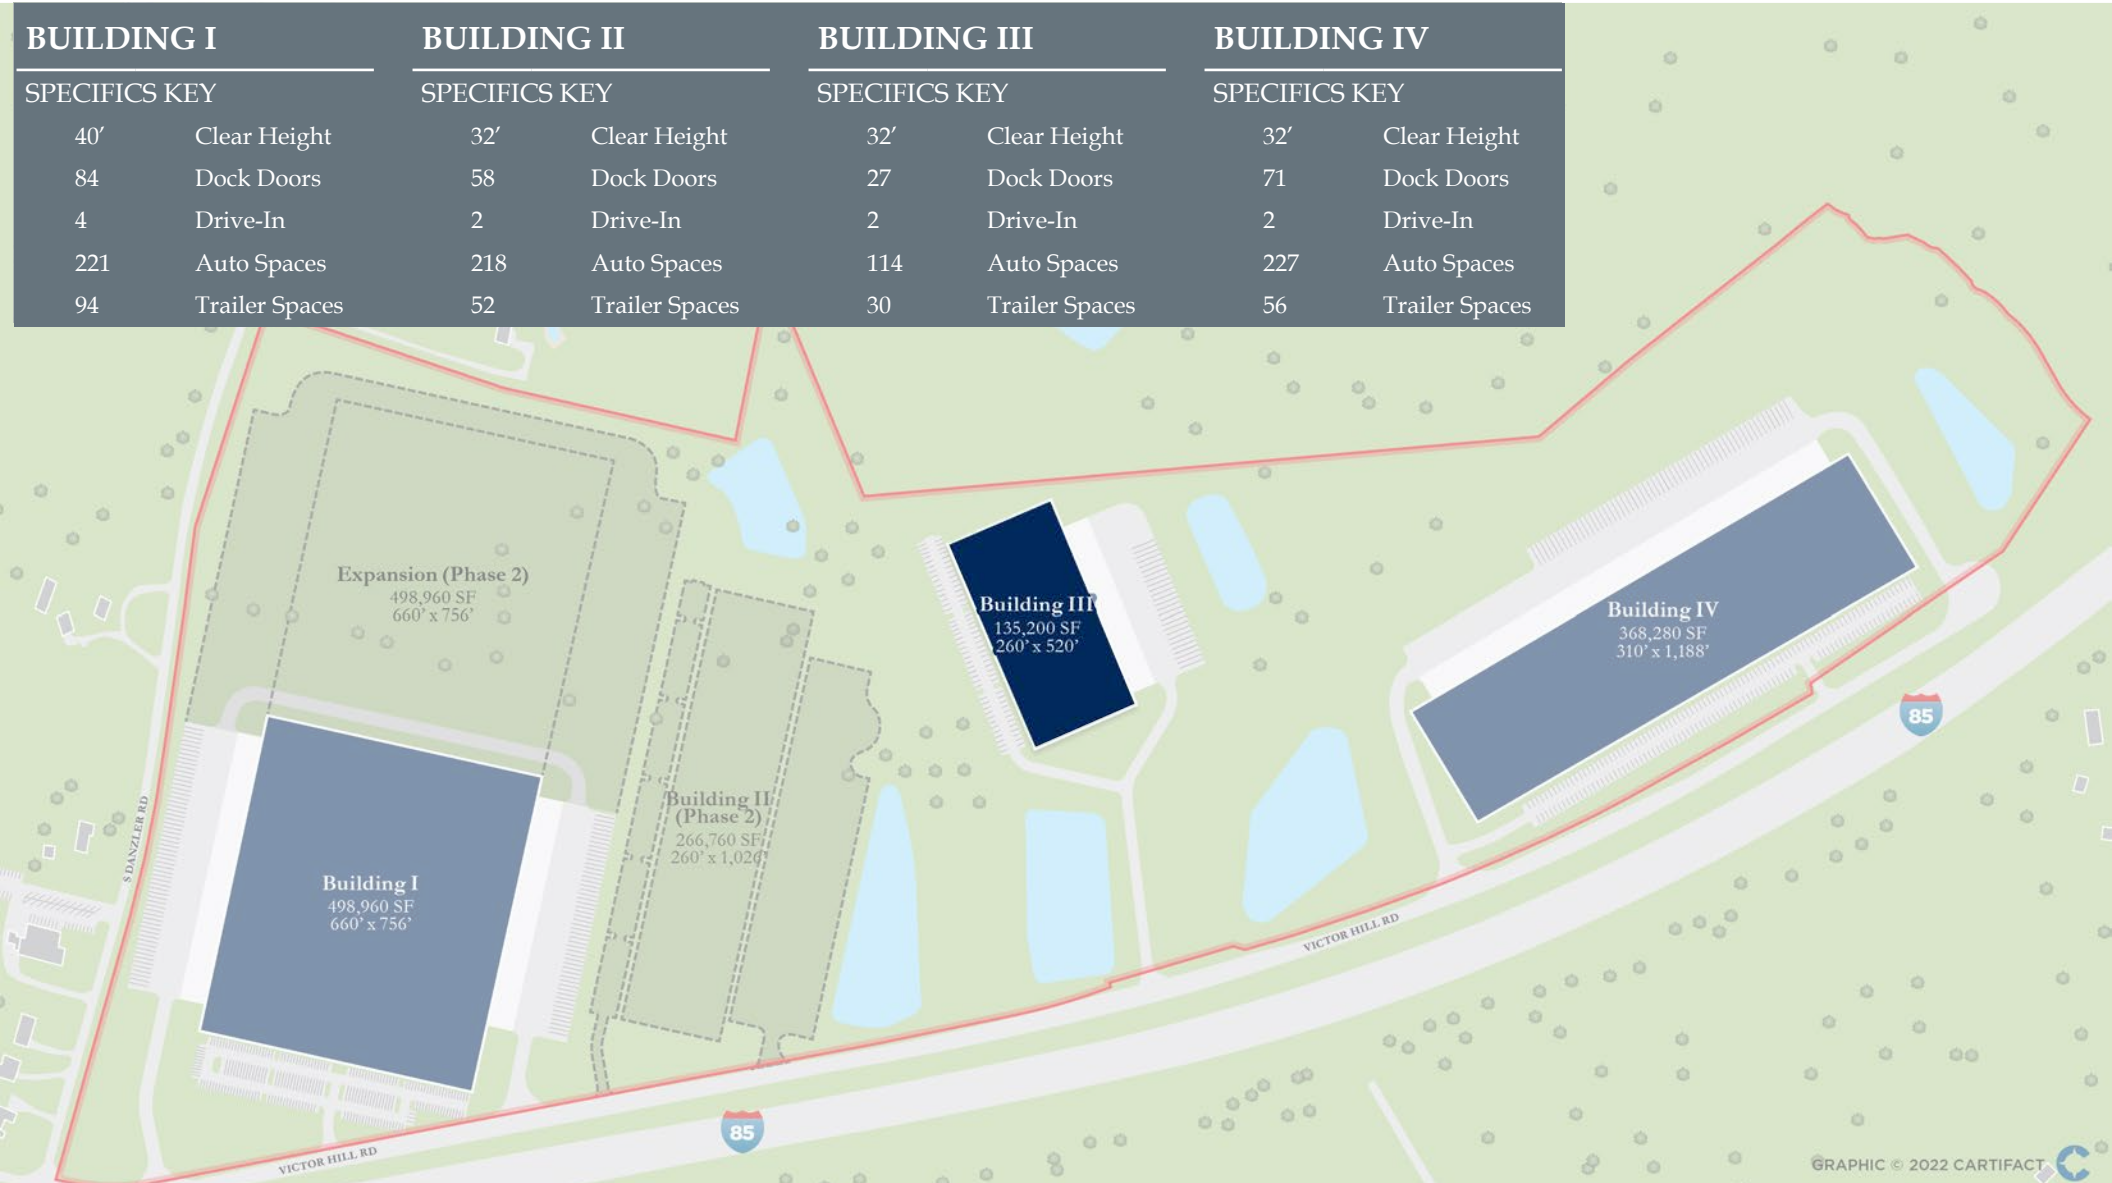 BUILDING I
SPECIFICS KEY
40′ Clear Height
84 Dock Doors
4 Drive-In
221 Auto Spaces
94 Trailer Spaces
BUILDING II
SPECIFICS KEY
32′ Clear Height
58 Dock Doors
2 Drive-In
218 Auto Spaces
52 Trailer Spaces
BUILDING III
SPECIFICS KEY
32′ Clear Height
27 Dock Doors
2 Drive-In
114 Auto Spaces
30 Trailer Spaces
BUILDING IV
SPECIFICS KEY
32′ Clear Height
71 Dock Doors
2 Drive-In
227 Auto Spaces
56 Trailer Spaces
Expansion (Phase 2)
498,960 SF
660' x 756'
Building III
135,200 SF
260' x 520'
Building IV
368,280 SF
310' x 1,188'
85
Building II
(Phase 2)
266,760 SF
260' x 1,026'
S DANZLER RD
Building I
498,960 SF
660' x 756'
VICTOR HILL RD
85
VICTOR HILL RD
GRAPHIC © 2022 CARTIFACT